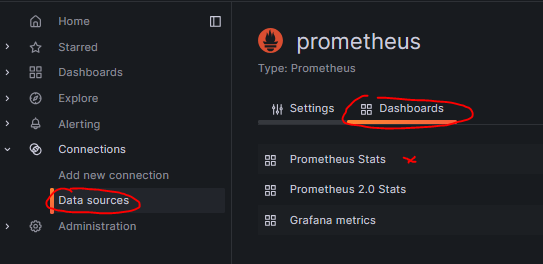 Home
Starred
Dashboards
Explore
Alerting
Connections
Add new connection
Data sources
Administration
prometheus
Type: Prometheus
Settings Dashboards
Prometheus Stats
Prometheus 2.0 Stats
Grafana metrics